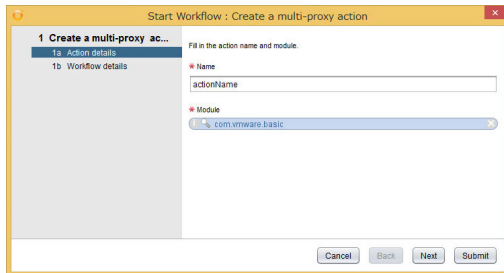 Start Workflow : Create a multi-proxy action
1 Create a multi-proxy ac...
1a Action details
1b Workflow details
Fill in the action name and module.
* Name
actionName
* Module
com.vmware.basic
Cancel
Back
Next
Submit